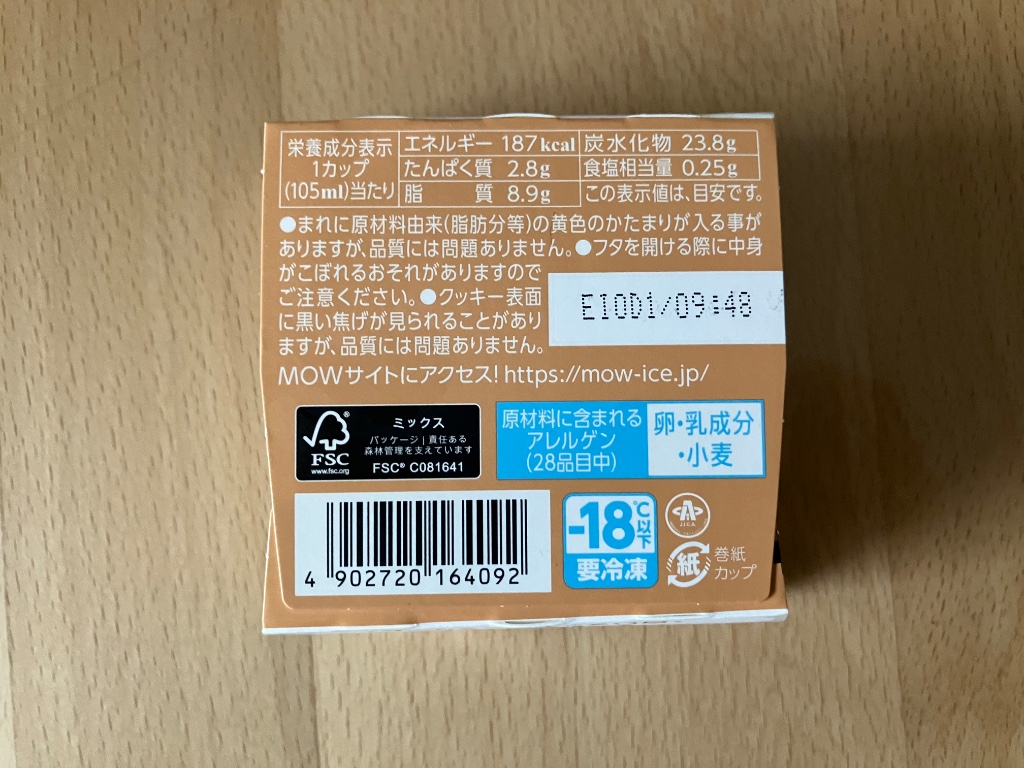 栄養成分表示
1カップ
(105ml)当たり
エネルギー 187kcal
炭水化物 23.8g
たんぱく質 2.8g
食塩相当量 0.25g
脂 質 8.9g
この表示値は、目安です。
●まれに原材料由来(脂肪分等)の黄色のかたまりが入る事が
ありますが、品質には問題ありません。●フタを開ける際に中身
がこぼれるおそれがありますので
ご注意ください。●クッキー表面
に黒い焦げが見られることがあり
ますが、品質には問題ありません。
EIOD1/09:48
MOWサイトにアクセス! https://mow-ice.jp/
FSC®
www.fsc.org
ミックス
パッケージ|責任ある
森林管理を支えています
FSC® C081641
原材料に含まれる
アレルゲン
(28品目中)
卵・乳成分
・小麦
4 902720 164092
-18℃以下
要冷凍
A
JICA
紙
巻紙
カップ